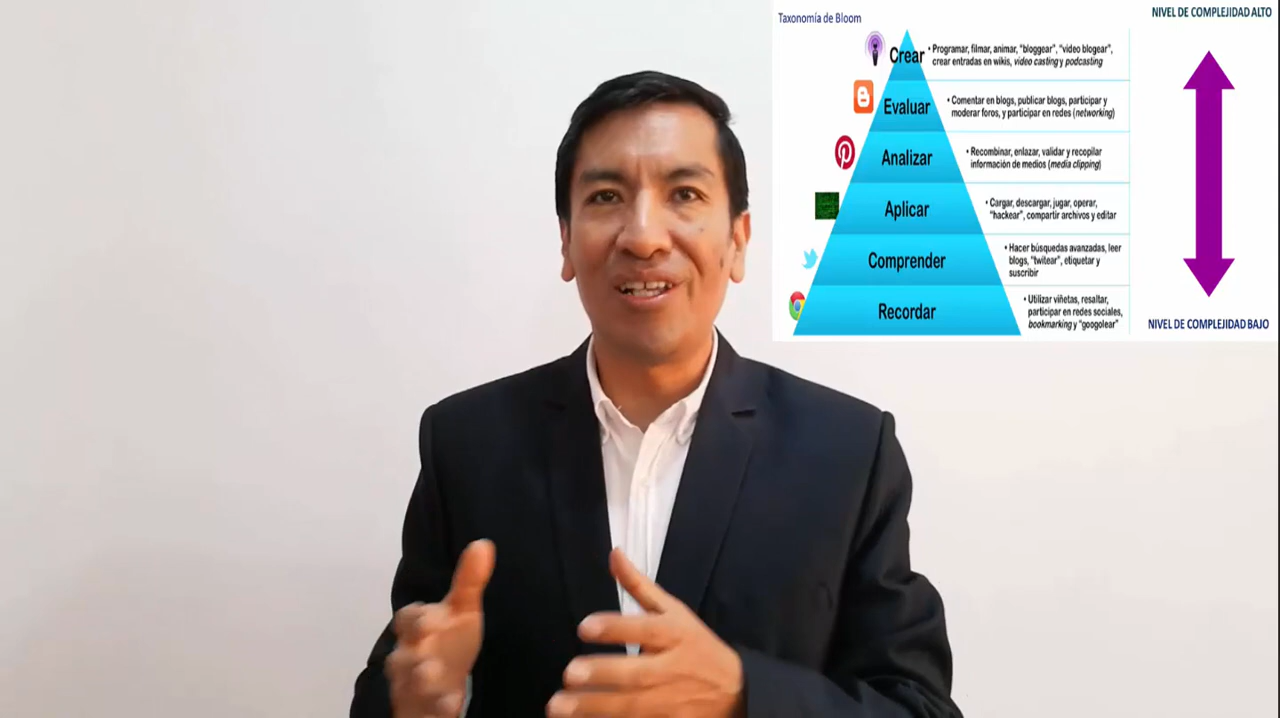 Taxonomía de Bloom
NIVEL DE COMPLEJIDAD ALTO
Crear
• Programar, filmar, animar, "bloggear", "video blogear",
crear entradas en wikis, video casting y podcasting
Evaluar
• Comentar en blogs, publicar blogs, participar y
moderar foros, y participar en redes (networking)
Analizar
• Recombinar, enlazar, validar y recopilar
información de medios (media clipping)
Aplicar
• Cargar, descargar, jugar, operar,
"hackear", compartir archivos y editar
Comprender
• Hacer búsquedas avanzadas, leer
blogs, "twitear", etiquetar y
suscribir
Recordar
• Utilizar viñetas, resaltar,
participar en redes sociales,
bookmarking y "googolear"
NIVEL DE COMPLEJIDAD BAJO